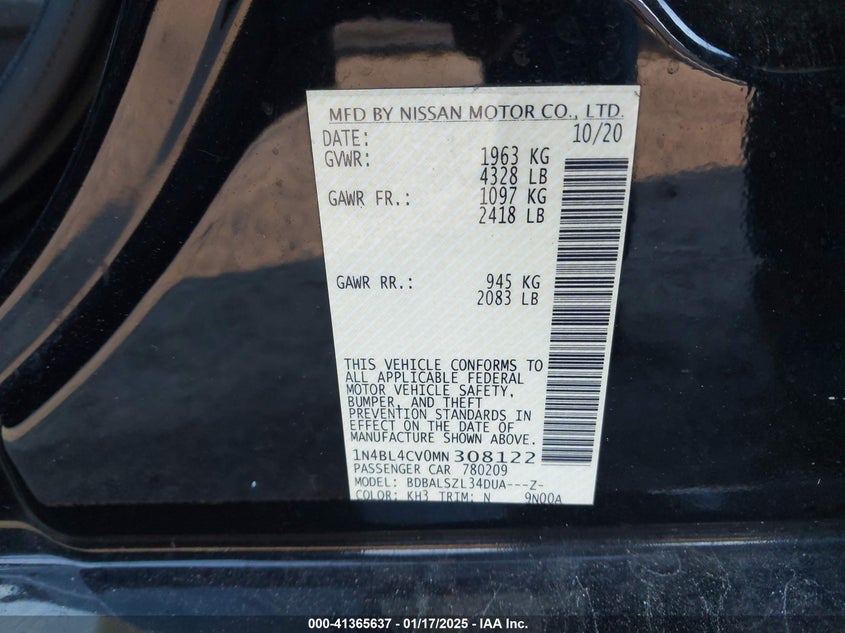 MFD BY NISSAN MOTOR CO., LTD.
DATE: 10/20
GVWR: 1963 KG
4328 LB
GAWR FR.: 1097 KG
2418 LB
GAWR RR.: 945 KG
2083 LB
THIS VEHICLE CONFORMS TO
ALL APPLICABLE FEDERAL
MOTOR VEHICLE SAFETY,
BUMPER, AND THEFT
PREVENTION STANDARDS IN
EFFECT ON THE DATE OF
MANUFACTURE SHOWN ABOVE.
1N4BL4CV0MN308122
PASSENGER CAR 780209
MODEL: BDBALSZL34DUA---Z-
COLOR: KH3 TRIM: N 9N00A
000-41365637 - 01/17/2025 - IAA Inc.